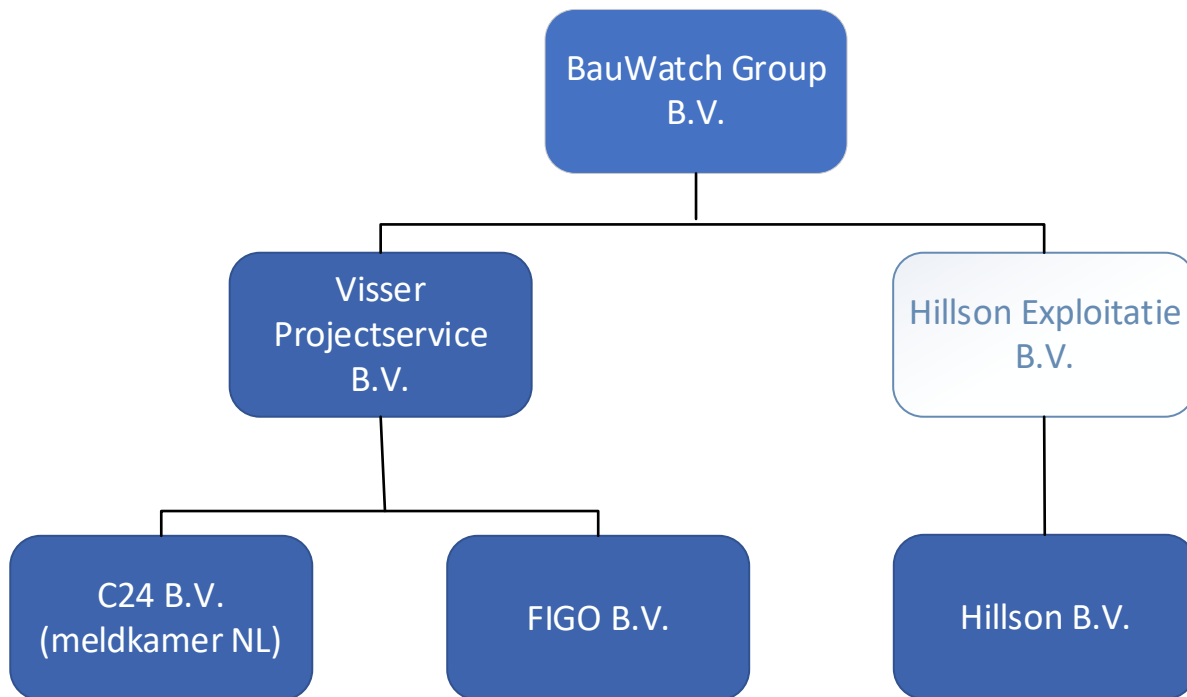 BauWatch Group
B.V.
Visser
Projectservice
B.V.
Hillson Exploitatie
B.V.
C24 B.V.
(meldkamer NL)
FIGO B.V.
Hillson B.V.